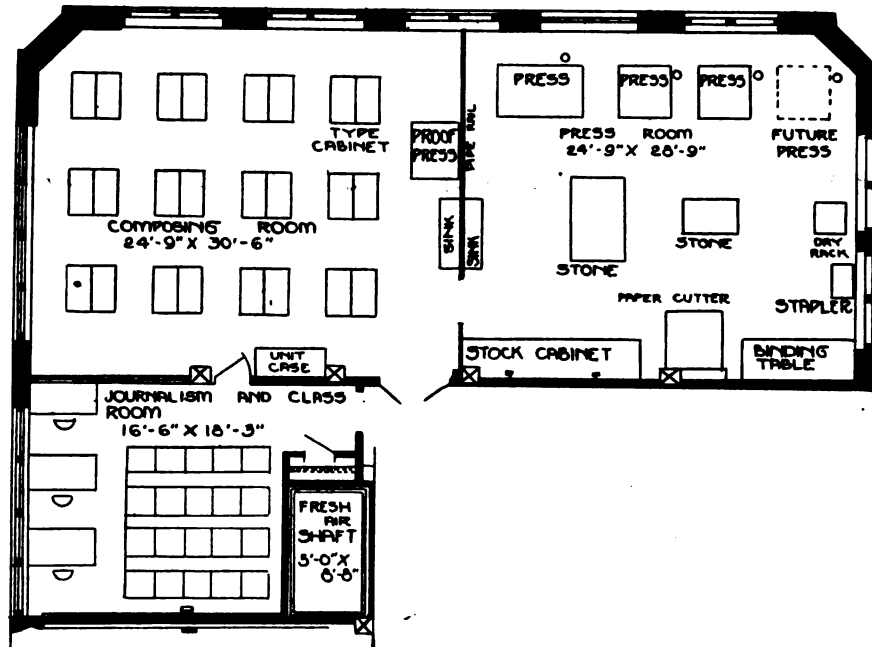 PRESS
PRESS
PRESS
TYPE
CABINET
PROOF
PRESS
PIPE RAIL
PRESS ROOM
24'-9" X 28'-9"
FUTURE
PRESS
COMPOSING ROOM
24'-9" X 30'-6"
SINK
SINK
STONE
STONE
DRY
RACK
PAPER CUTTER
STAPLER
UNIT
CASE
STOCK CABINET
BINDING
TABLE
JOURNALISM AND CLASS
ROOM
16'-6" X 18'-3"
FRESH
AIR
SHAFT
5'-0" X
8'-8"